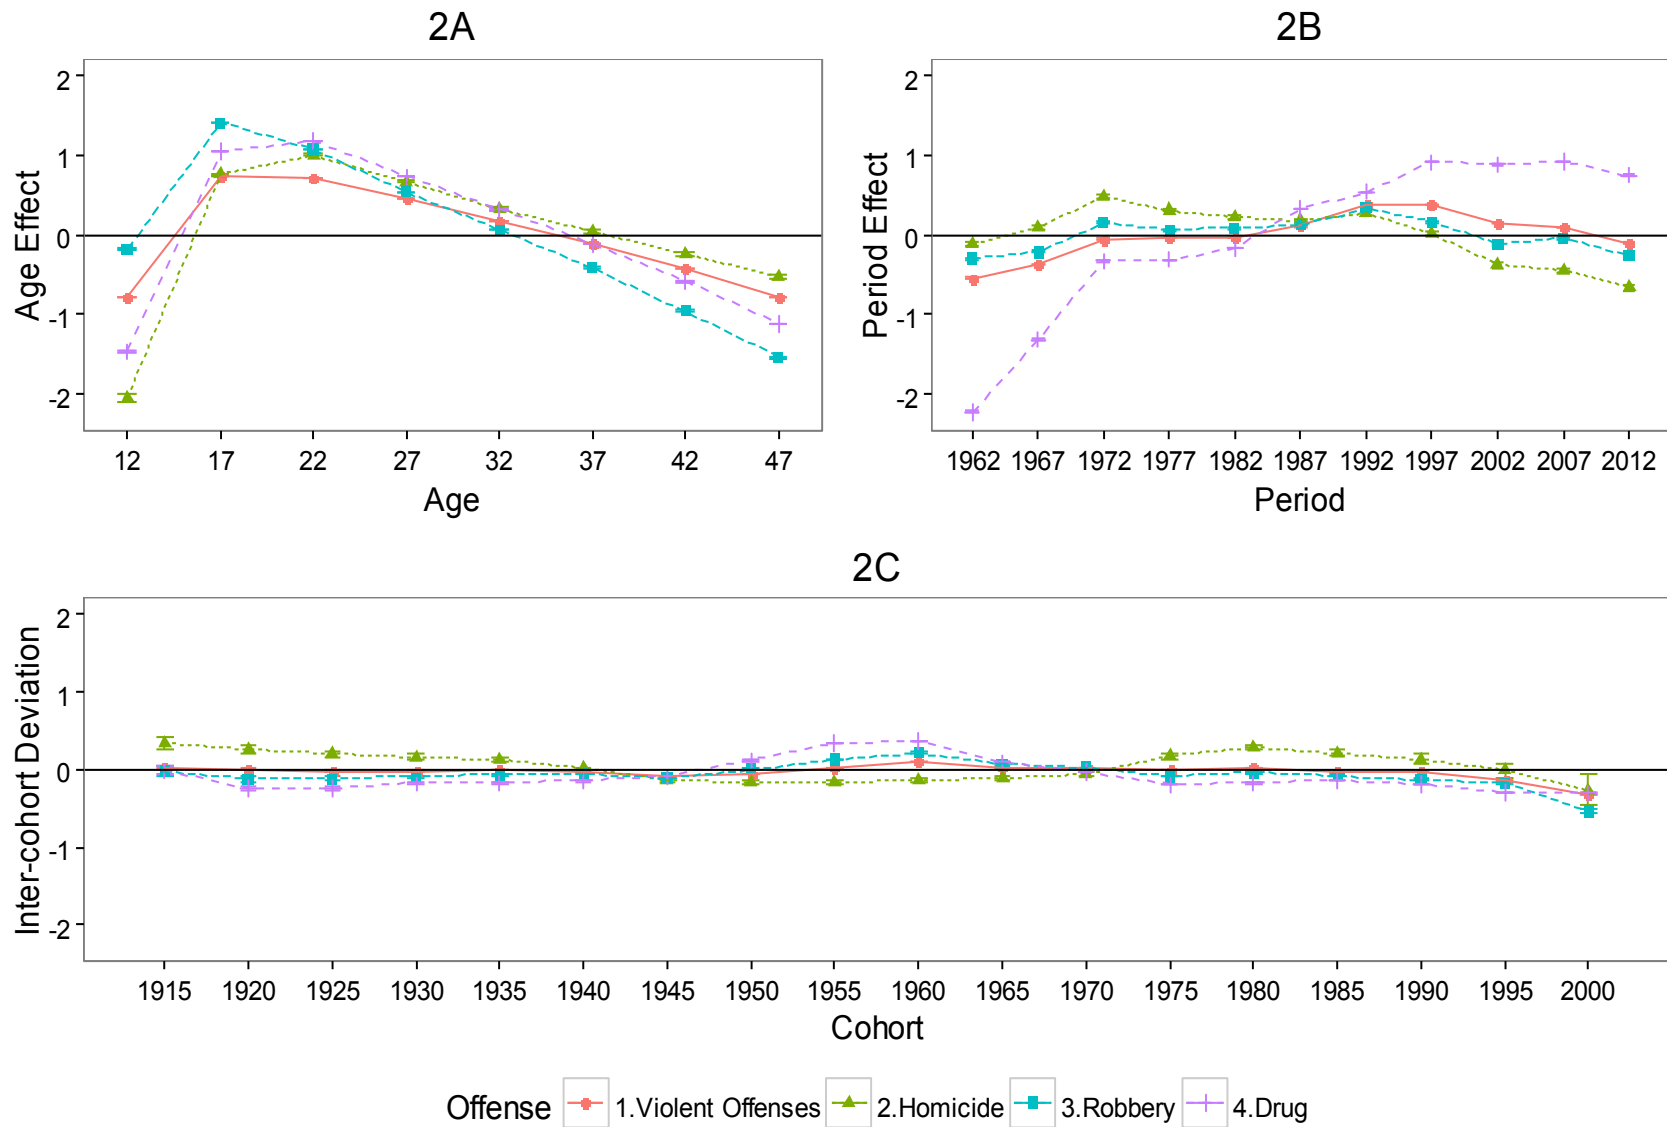 2A
2
1
0
-1
-2
Age Effect
12 17 22 27 32 37 42 47
Age
2B
2
1
0
-1
-2
Period Effect
1962 1967 1972 1977 1982 1987 1992 1997 2002 2007 2012
Period
2C
2
1
0
-1
-2
Inter-cohort Deviation
1915 1920 1925 1930 1935 1940 1945 1950 1955 1960 1965 1970 1975 1980 1985 1990 1995 2000
Cohort
Offense 1.Violent Offenses 2.Homicide 3.Robbery 4.Drug